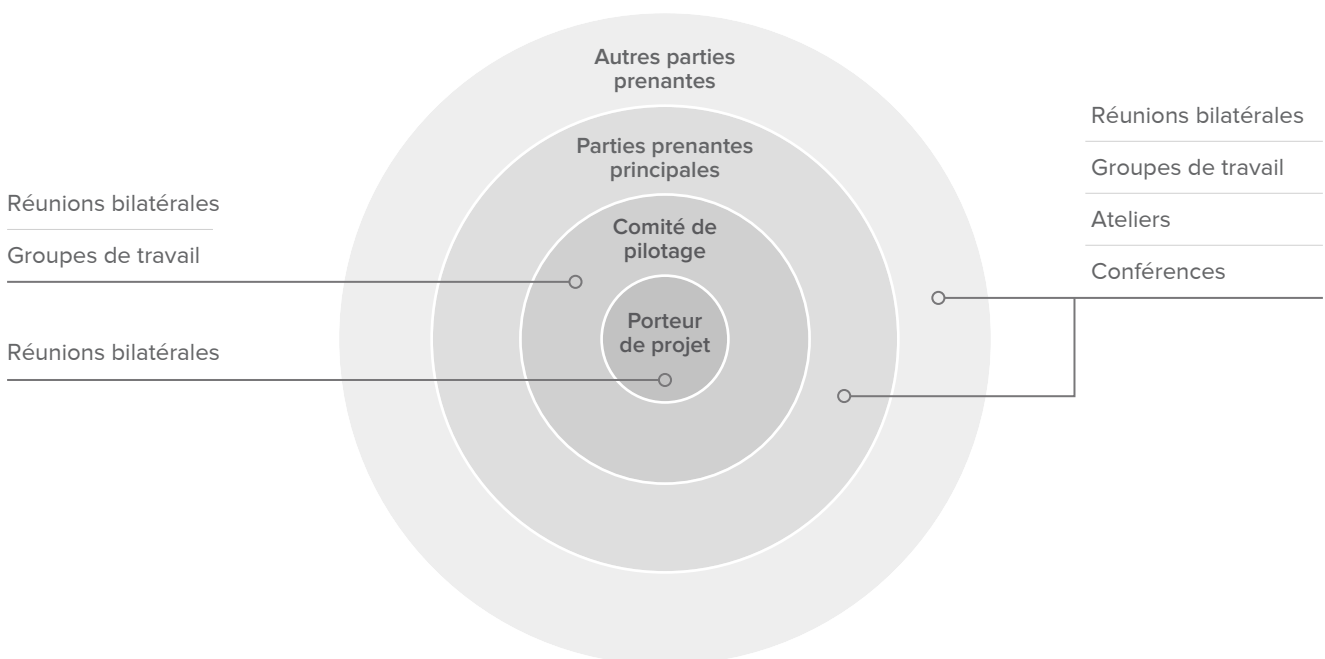 Autres parties
prenantes
Parties prenantes
principales
Comité de
pilotage
Porteur
de projet
Réunions bilatérales
Groupes de travail
Réunions bilatérales
Réunions bilatérales
Groupes de travail
Ateliers
Conférences